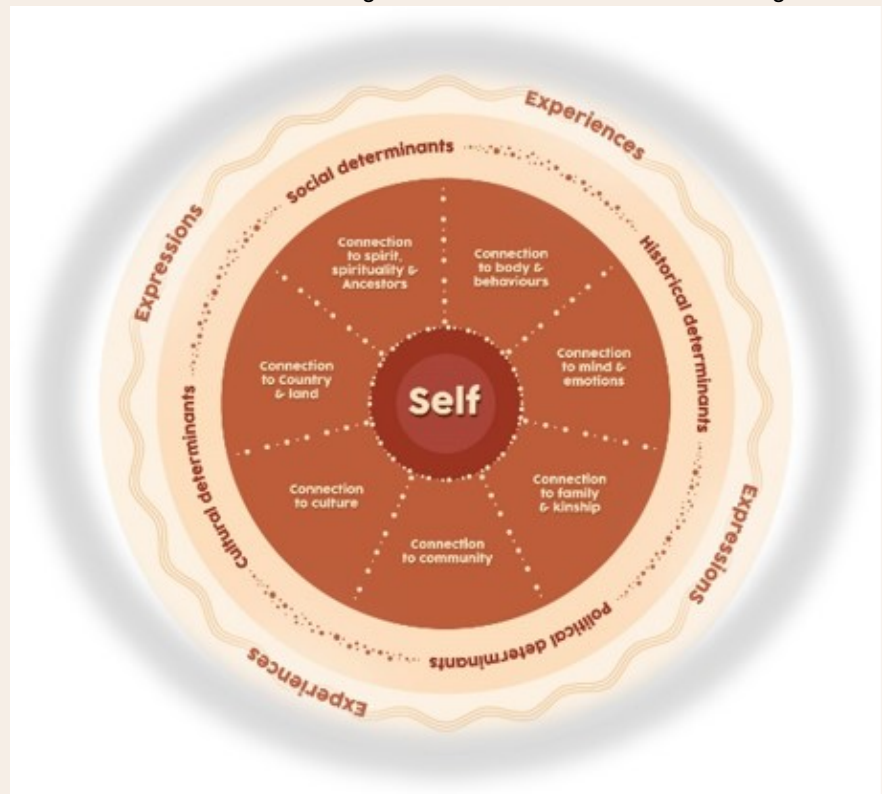 Experiences
Social determinants
Historical determinants
Expressions
Connection
to spirit,
spirituality &
Ancestors
Connection
to body &
behaviours
Connection
to Country
& land
Connection
to mind &
emotions
Self
Cultural determinants
Connection
to culture
Connection
to family
& kinship
Connection
to community
Expressions
Political determinants
Experiences